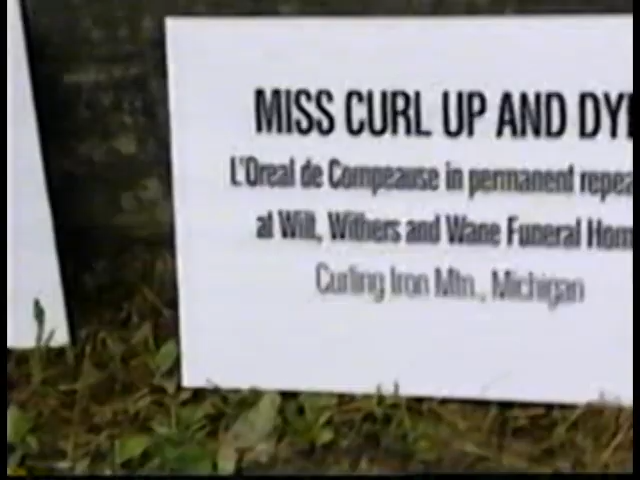 MISS CURL UP AND DYE
L'Oreal de Compeause in permanent repea
at Wilt, Withers and Wane Funeral Hom
Curling Iron Mtn., Michigan